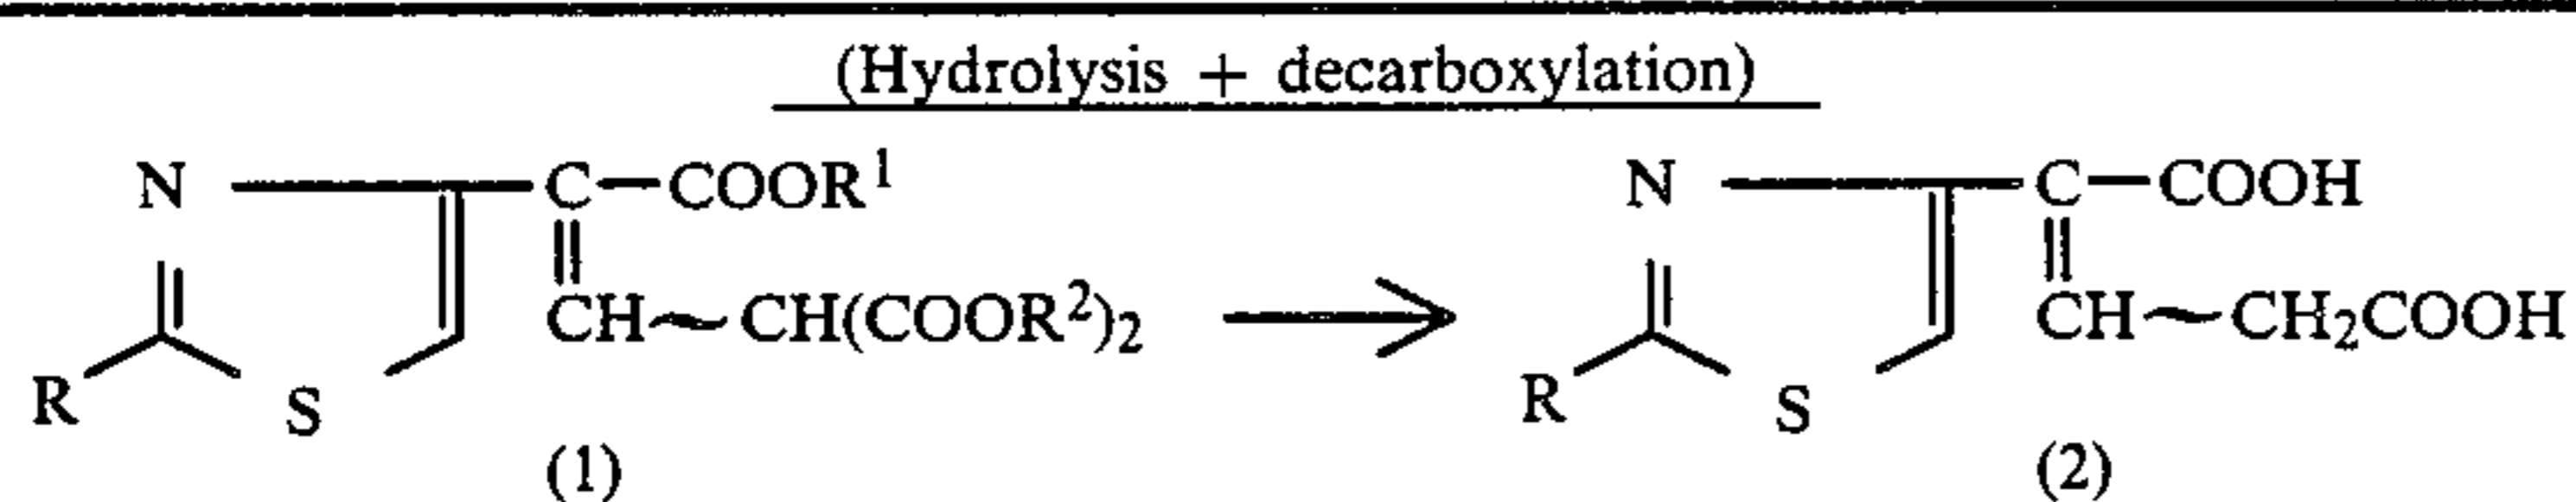 (Hydrolysis + decarboxylation)
N C—COOR¹ N C—COOH
CH~CH(COOR²)₂ CH~CH₂COOH
R S R S
(1) (2)